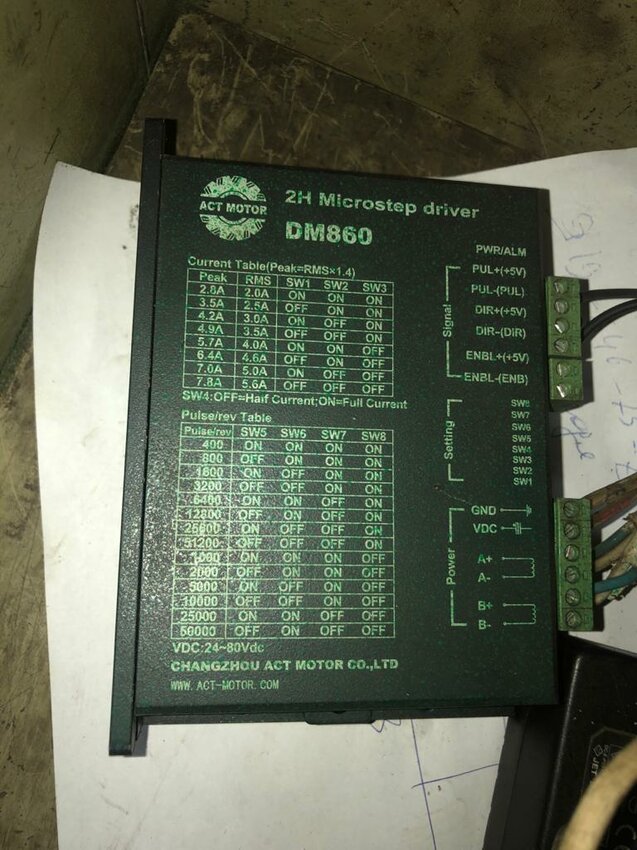 ACT MOTOR
2H Microstep driver
DM860
Current Table(Peak=RMS×1.4)
Peak RMS SW1 SW2 SW3
2.8A 2.0A ON ON ON
3.5A 2.5A OFF ON ON
4.2A 3.0A ON OFF ON
4.9A 3.5A OFF OFF ON
5.7A 4.0A ON ON OFF
6.4A 4.6A OFF ON OFF
7.0A 5.0A ON OFF OFF
7.8A 5.6A OFF OFF OFF
SW4:OFF=Half Current;ON=Full Current
Pulse/rev Table
Pulse/rev SW5 SW6 SW7 SW8
400 ON ON ON ON
800 OFF ON ON ON
1600 ON OFF ON ON
3200 OFF OFF ON ON
6400 ON ON OFF ON
12800 OFF ON OFF ON
25600 ON OFF OFF ON
51200 OFF OFF OFF ON
1000 ON ON ON OFF
2000 OFF ON ON OFF
5000 ON OFF ON OFF
10000 OFF OFF ON OFF
25000 ON ON OFF OFF
50000 OFF ON OFF OFF
VDC:24~80Vdc
CHANGZHOU ACT MOTOR CO.,LTD
WWW.ACT-MOTOR.COM
PWR/ALM
Signal
PUL+(+5V)
PUL-(PUL)
DIR+(+5V)
DIR-(DIR)
ENBL+(+5V)
ENBL-(ENB)
Setting
SW8
SW7
SW6
SW5
SW4
SW3
SW2
SW1
Power
GND
VDC
A+
A-
B+
B-